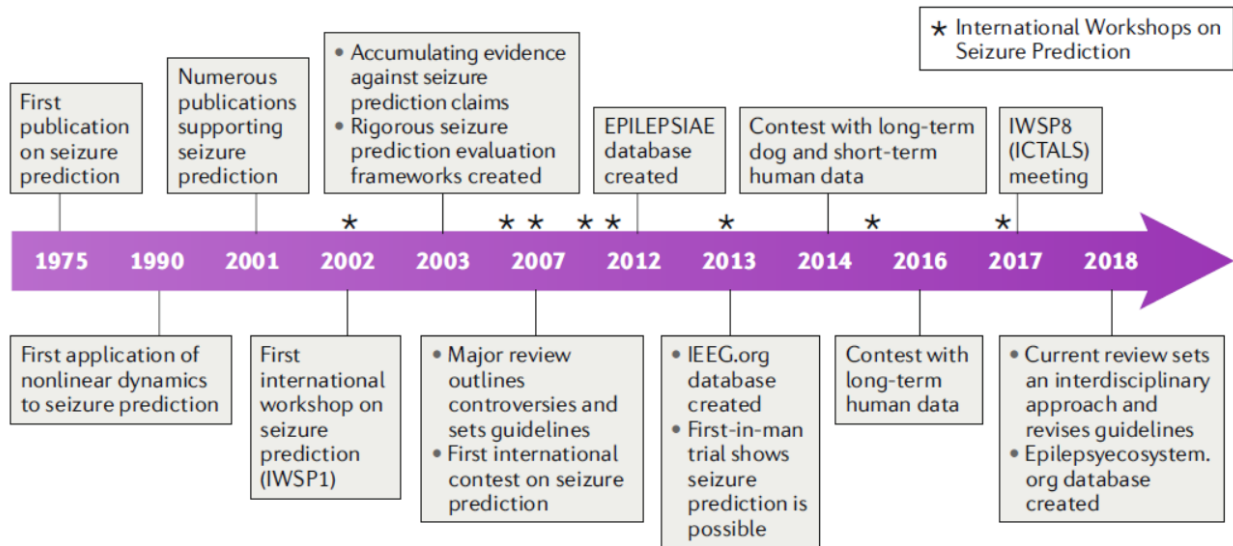 ★ International Workshops on
Seizure Prediction
First
publication
on seizure
prediction
Numerous
publications
supporting
seizure
prediction
• Accumulating evidence
against seizure
prediction claims
• Rigorous seizure
prediction evaluation
frameworks created
EPILEPSIAE
database
created
Contest with long-term
dog and short-term
human data
IWSP8
(ICTALS)
meeting
★ ★ ★ ★ ★ ★ ★ ★
1975 1990 2001 2002 2003 2007 2012 2013 2014 2016 2017 2018
First application of
nonlinear dynamics
to seizure prediction
First
international
workshop on
seizure
prediction
(IWSP1)
• Major review
outlines
controversies and
sets guidelines
• First international
contest on seizure
prediction
• IEEG.org
database
created
• First-in-man
trial shows
seizure
prediction is
possible
Contest with
long-term
human data
• Current review sets
an interdisciplinary
approach and
revises guidelines
• Epilepsyecosystem.
org database
created